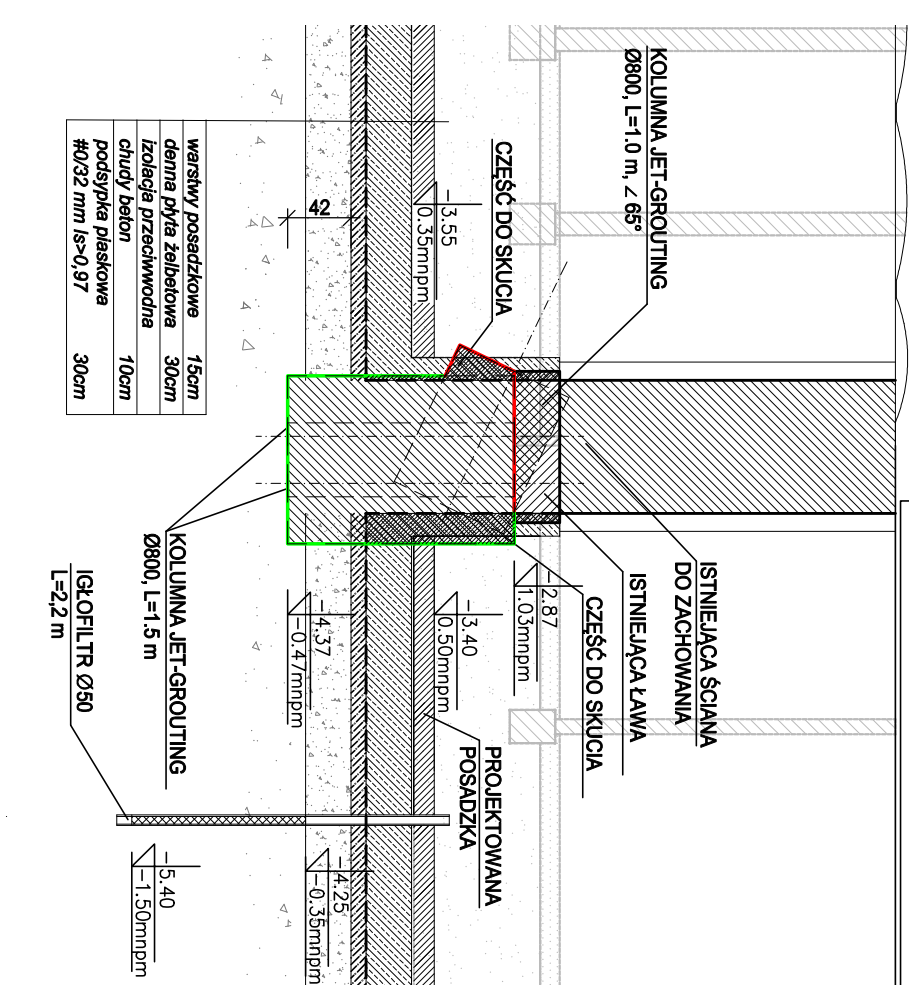 KOLUMNA JET-GROUTING
Ø800, L=1.0 m, ∠ 65°
CZĘŚĆ DO SKUCIA
-3.55
0.35mnpm
42
warstwy posadzkowe 15cm
denna płyta żelbetowa 30cm
izolacja przeciwwodna
chudy beton 10cm
podsypka piaskowa
#0/32 mm Is>0,97 30cm
ISTNIEJĄCA ŚCIANA
DO ZACHOWANIA
ISTNIEJĄCA ŁAWA
CZĘŚĆ DO SKUCIA
-2.87
1.03mnpm
-3.40
0.50mnpm
-4.37
-0.47mnpm
KOLUMNA JET-GROUTING
Ø800, L=1.5 m
IGŁOFILTR Ø50
L=2,2 m
PROJEKTOWANA
POSADZKA
-4.25
-0.35mnpm
-5.40
-1.50mnpm